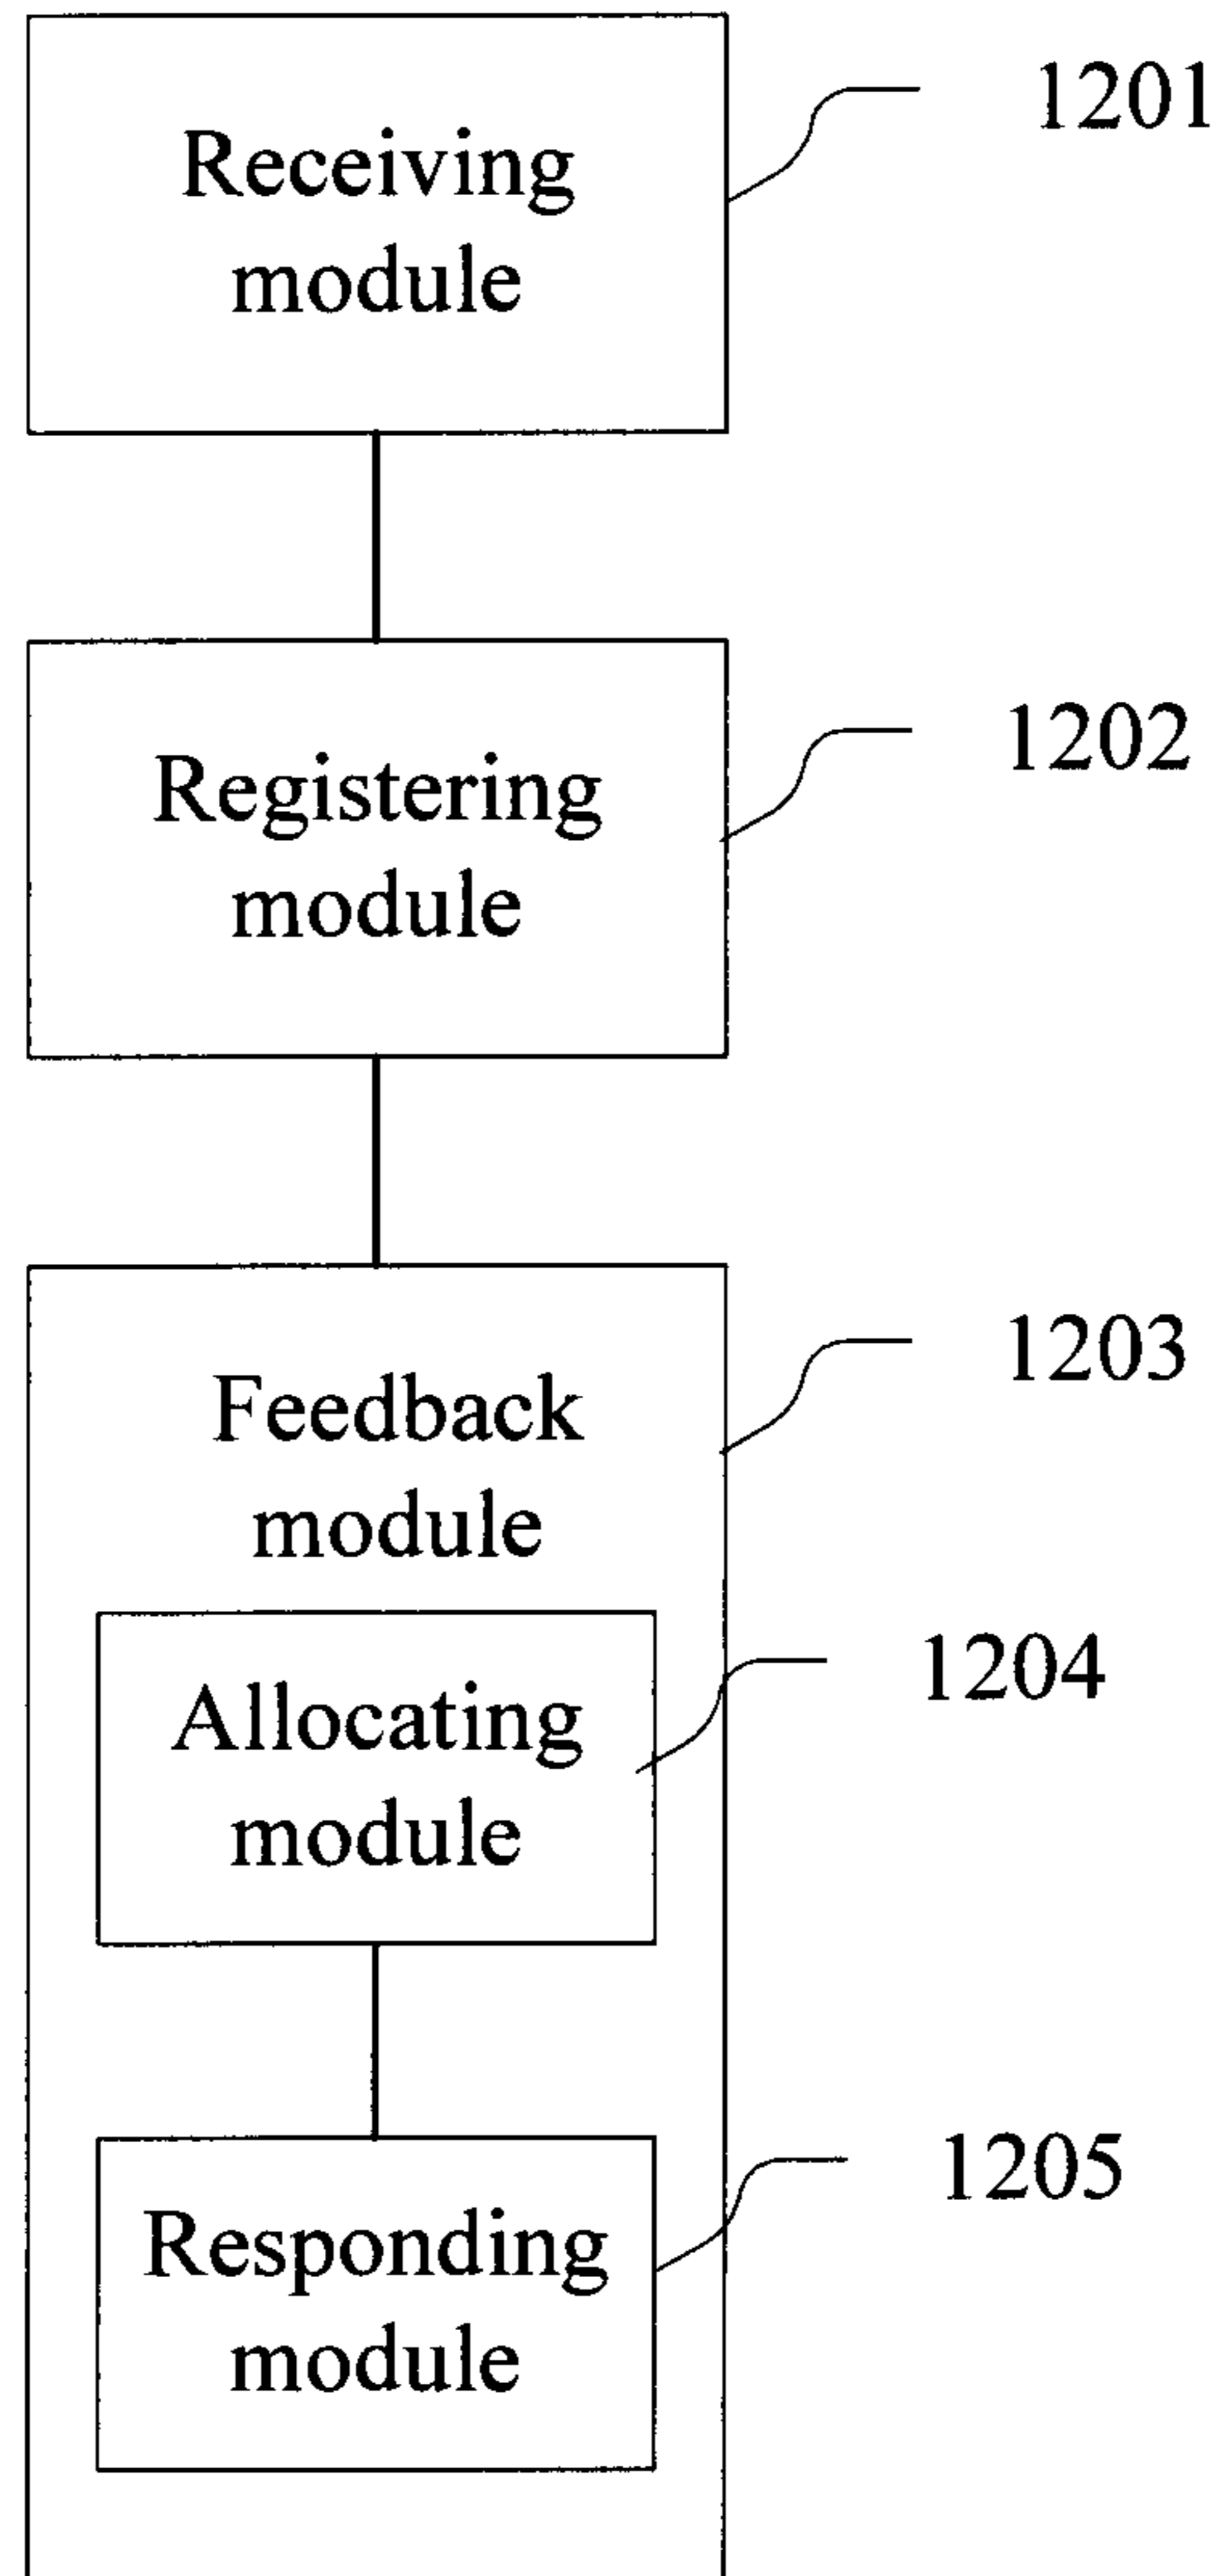 Receiving
module
1201
Registering
module
1202
Feedback
module
1203
Allocating
module
1204
Responding
module
1205